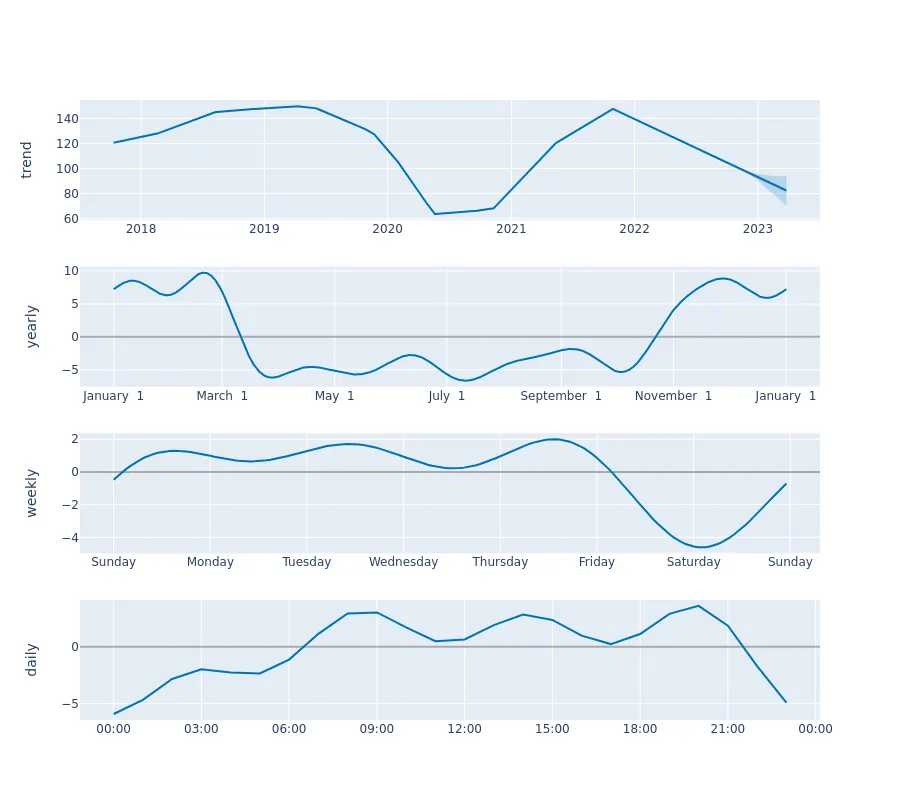 trend
140
120
100
80
60
2018 2019 2020 2021 2022 2023
yearly
10
5
0
−5
January 1 March 1 May 1 July 1 September 1 November 1 January 1
weekly
2
0
−2
−4
Sunday Monday Tuesday Wednesday Thursday Friday Saturday Sunday
daily
0
−5
00:00 03:00 06:00 09:00 12:00 15:00 18:00 21:00 00:00